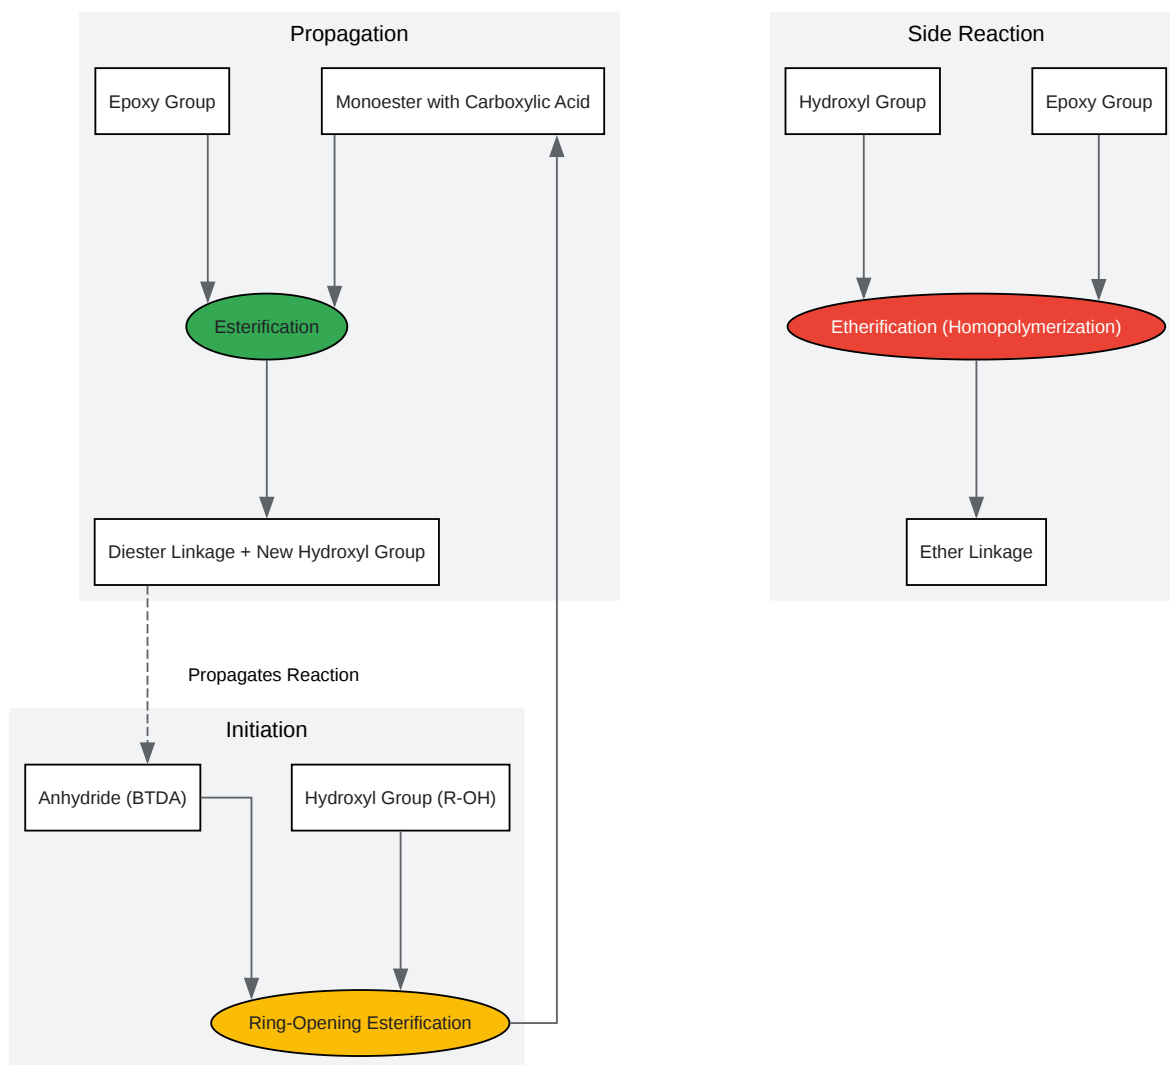 Propagation
Epoxy Group
Monoester with Carboxylic Acid
Esterification
Diester Linkage + New Hydroxyl Group
Side Reaction
Hydroxyl Group
Epoxy Group
Etherification (Homopolymerization)
Ether Linkage
Propagates Reaction
Initiation
Anhydride (BTDA)
Hydroxyl Group (R-OH)
Ring-Opening Esterification